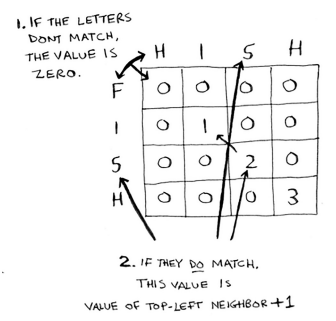 1. IF THE LETTERS
DONT MATCH,
THE VALUE IS
ZERO.
H I S H
F 0 0 0 0
I 0 1 0 0
S 0 0 2 0
H 0 0 0 3
2. IF THEY DO MATCH,
THIS VALUE IS
VALUE OF TOP-LEFT NEIGHBOR +1